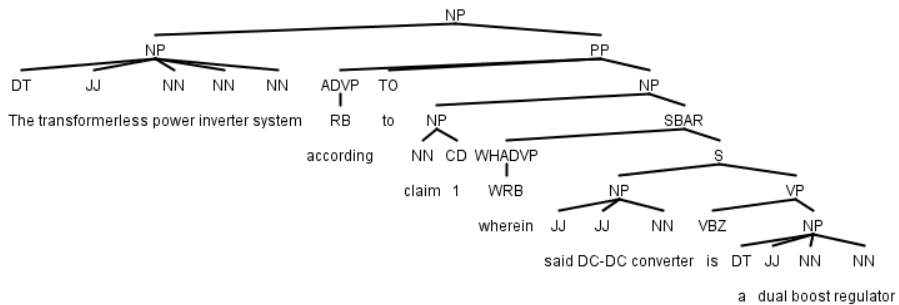 NP
NP PP
DT JJ NN NN NN ADVP TO NP
The transformerless power inverter system RB to NP SBAR
according NN CD WHADVP S
claim 1 WRB NP VP
wherein JJ JJ NN VBZ NP
said DC-DC converter is DT JJ NN NN
a dual boost regulator